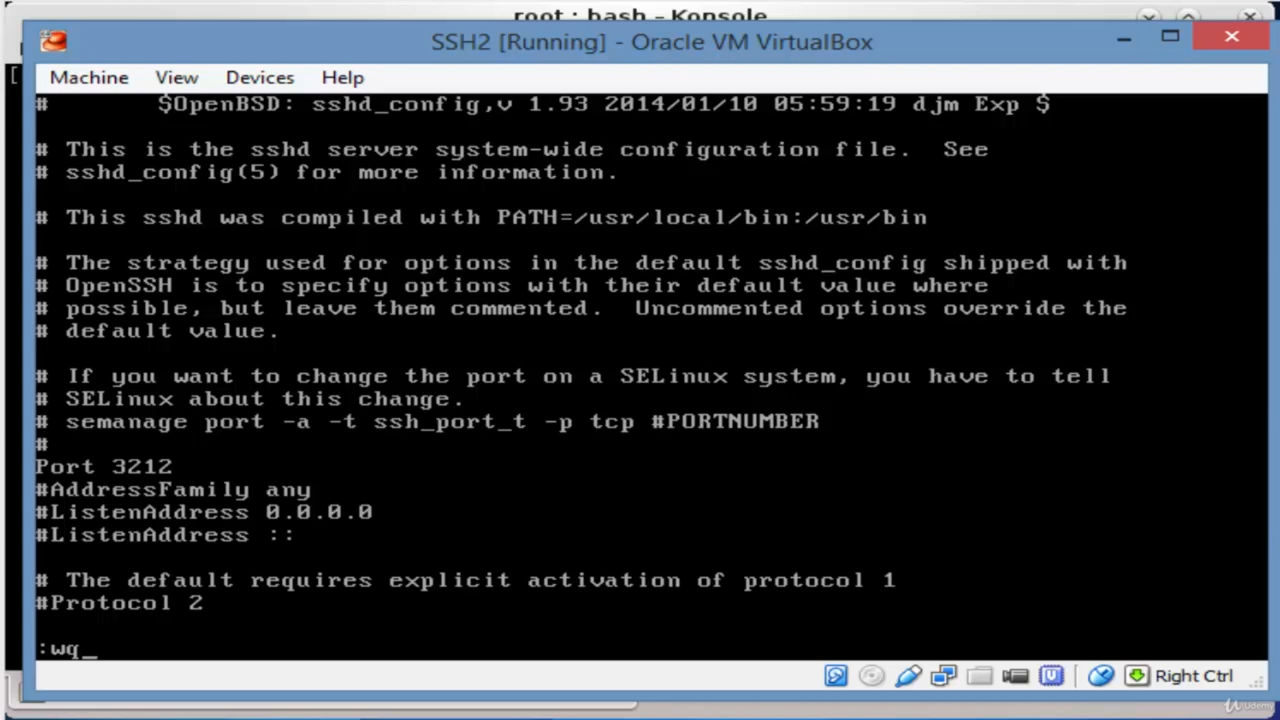 root : bash – Konsole
SSH2 [Running] - Oracle VM VirtualBox
Machine View Devices Help
# $OpenBSD: sshd_config,v 1.93 2014/01/10 05:59:19 djm Exp $
# This is the sshd server system-wide configuration file. See
# sshd_config(5) for more information.
# This sshd was compiled with PATH=/usr/local/bin:/usr/bin
# The strategy used for options in the default sshd_config shipped with
# OpenSSH is to specify options with their default value where
# possible, but leave them commented. Uncommented options override the
# default value.
# If you want to change the port on a SELinux system, you have to tell
# SELinux about this change.
# semanage port -a -t ssh_port_t -p tcp #PORTNUMBER
#
Port 3212
#AddressFamily any
#ListenAddress 0.0.0.0
#ListenAddress ::
# The default requires explicit activation of protocol 1
#Protocol 2
:wq_
Right Ctrl
Udemy